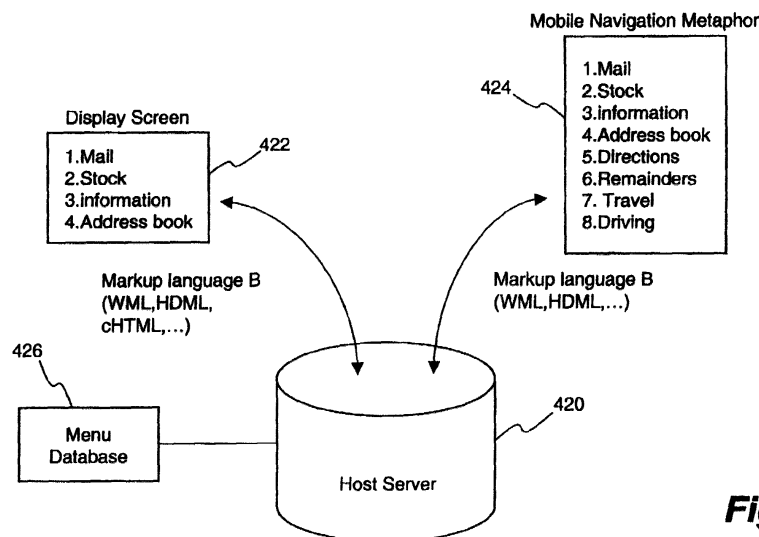 Mobile Navigation Metaphor
1.Mail
2.Stock
3.information
4.Address book
5.Directions
6.Remainders
7. Travel
8.Driving
424
Display Screen
1.Mail
2.Stock
3.information
4.Address book
422
Markup language B
(WML,HDML,
cHTML,...)
Markup language B
(WML,HDML,...)
426
Menu
Database
420
Host Server
Fig